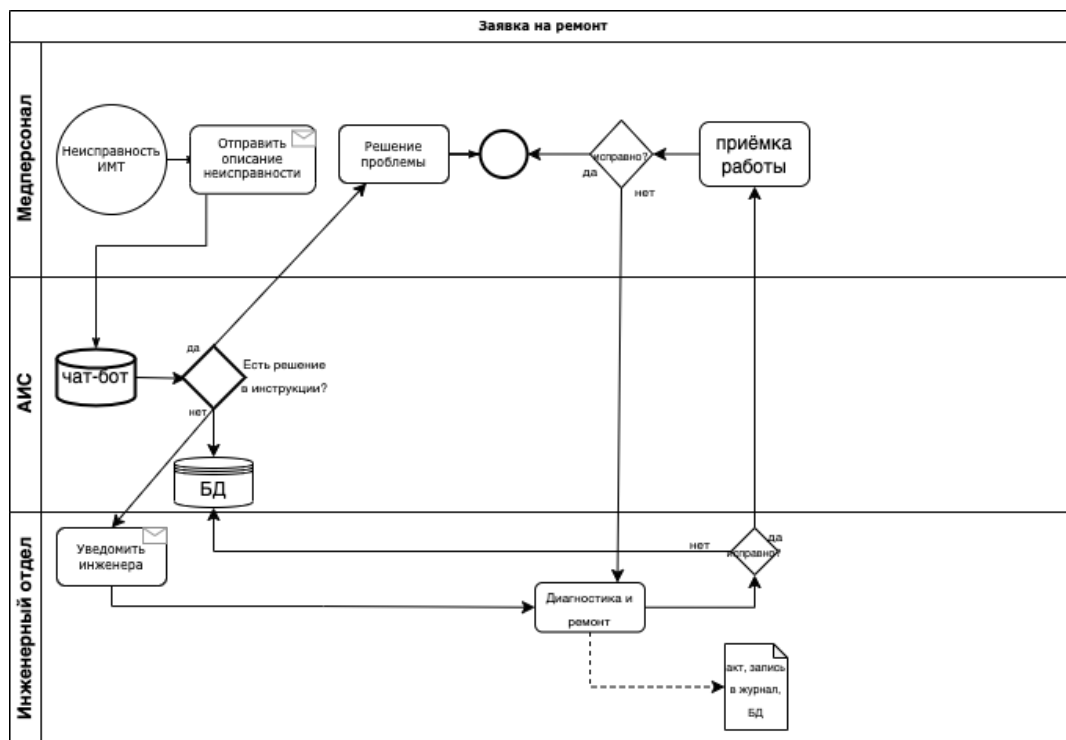 Заявка на ремонт
Медперсонал
Неисправность
ИМТ
Отправить
описание
неисправности
Решение
проблемы
исправно?
да
нет
приёмка
работы
АИС
чат-бот
да
Есть решение
в инструкции?
нет
БД
Инженерный отдел
Уведомить
инженера
Диагностика и
ремонт
нет
да
исправно?
акт, запись
в журнал,
БД